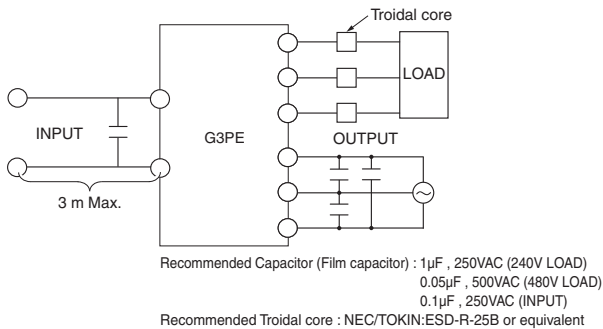 Troidal core
LOAD
INPUT
G3PE
OUTPUT
3 m Max.
Recommended Capacitor (Film capacitor) : 1μF , 250VAC (240V LOAD)
0.05μF , 500VAC (480V LOAD)
0.1μF , 250VAC (INPUT)
Recommended Troidal core : NEC/TOKIN:ESD-R-25B or equivalent